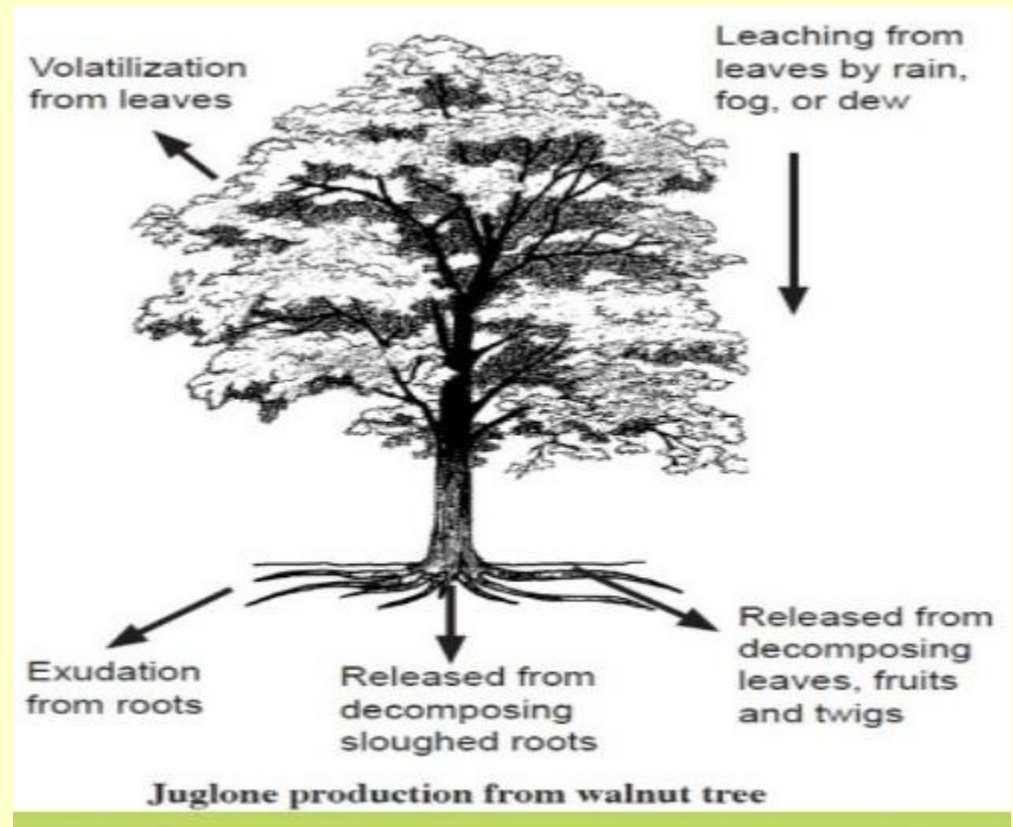 Volatilization
from leaves
Leaching from
leaves by rain,
fog, or dew
Exudation
from roots
Released from
decomposing
sloughed roots
Released from
decomposing
leaves, fruits
and twigs
Juglone production from walnut tree